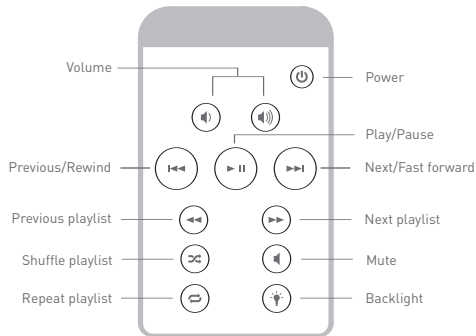 Volume
Power
Play/Pause
Previous/Rewind
Next/Fast forward
Previous playlist
Next playlist
Shuffle playlist
Mute
Repeat playlist
Backlight